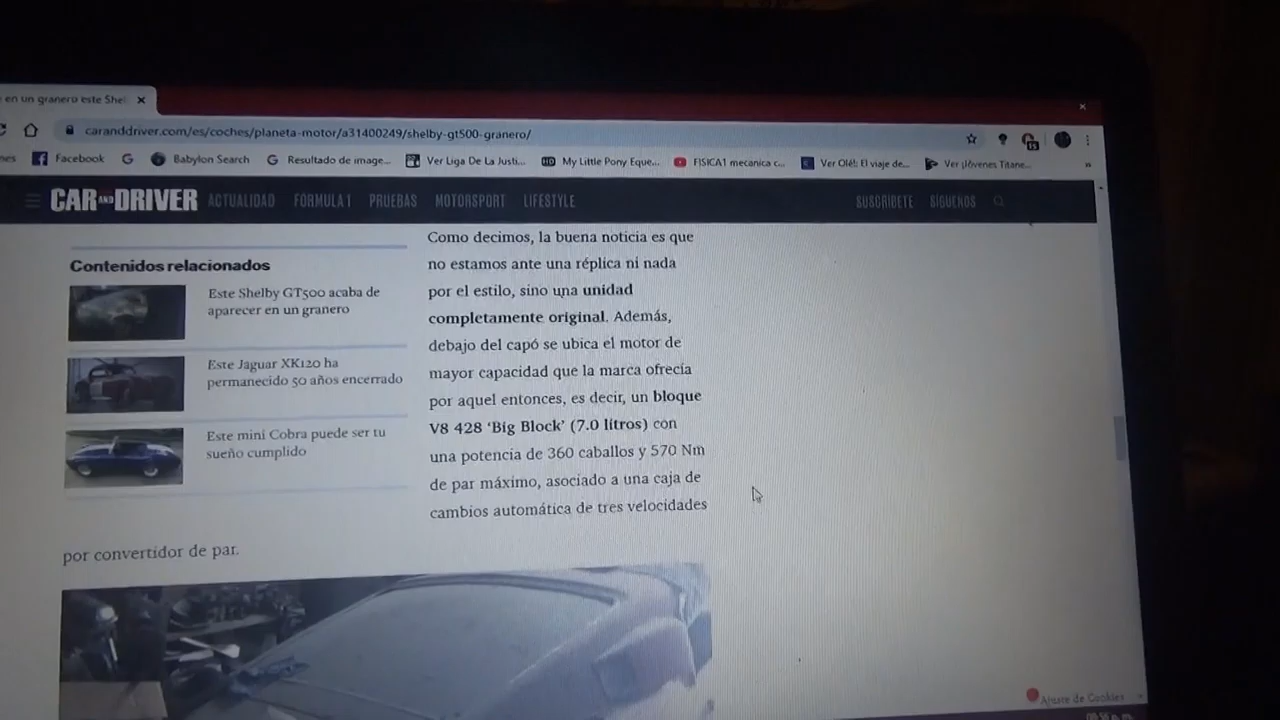 en un granero este She
caranddriver.com/es/coches/planeta-motor/a31400249/shelby-gt500-granero/
Facebook
Babylon Search
Resultado de image...
Ver Liga De La Justi...
My Little Pony Eque...
FISICA1 mecanica c...
Ver Olé!: El viaje de...
Ver ¡Jóvenes Titane...
CAR AND DRIVER
ACTUALIDAD
FORMULA 1
PRUEBAS
MOTORSPORT
LIFESTYLE
SUSCRIBETE
SIGUENOS
Contenidos relacionados
Este Shelby GT500 acaba de
aparecer en un granero
Este Jaguar XK120 ha
permanecido 50 años encerrado
Este mini Cobra puede ser tu
sueño cumplido
Como decimos, la buena noticia es que
no estamos ante una réplica ni nada
por el estilo, sino una unidad
completamente original. Además,
debajo del capó se ubica el motor de
mayor capacidad que la marca ofrecía
por aquel entonces, es decir, un bloque
V8 428 ‘Big Block’ (7.0 litros) con
una potencia de 360 caballos y 570 Nm
de par máximo, asociado a una caja de
cambios automática de tres velocidades
por convertidor de par.
Ajuste de Cookies